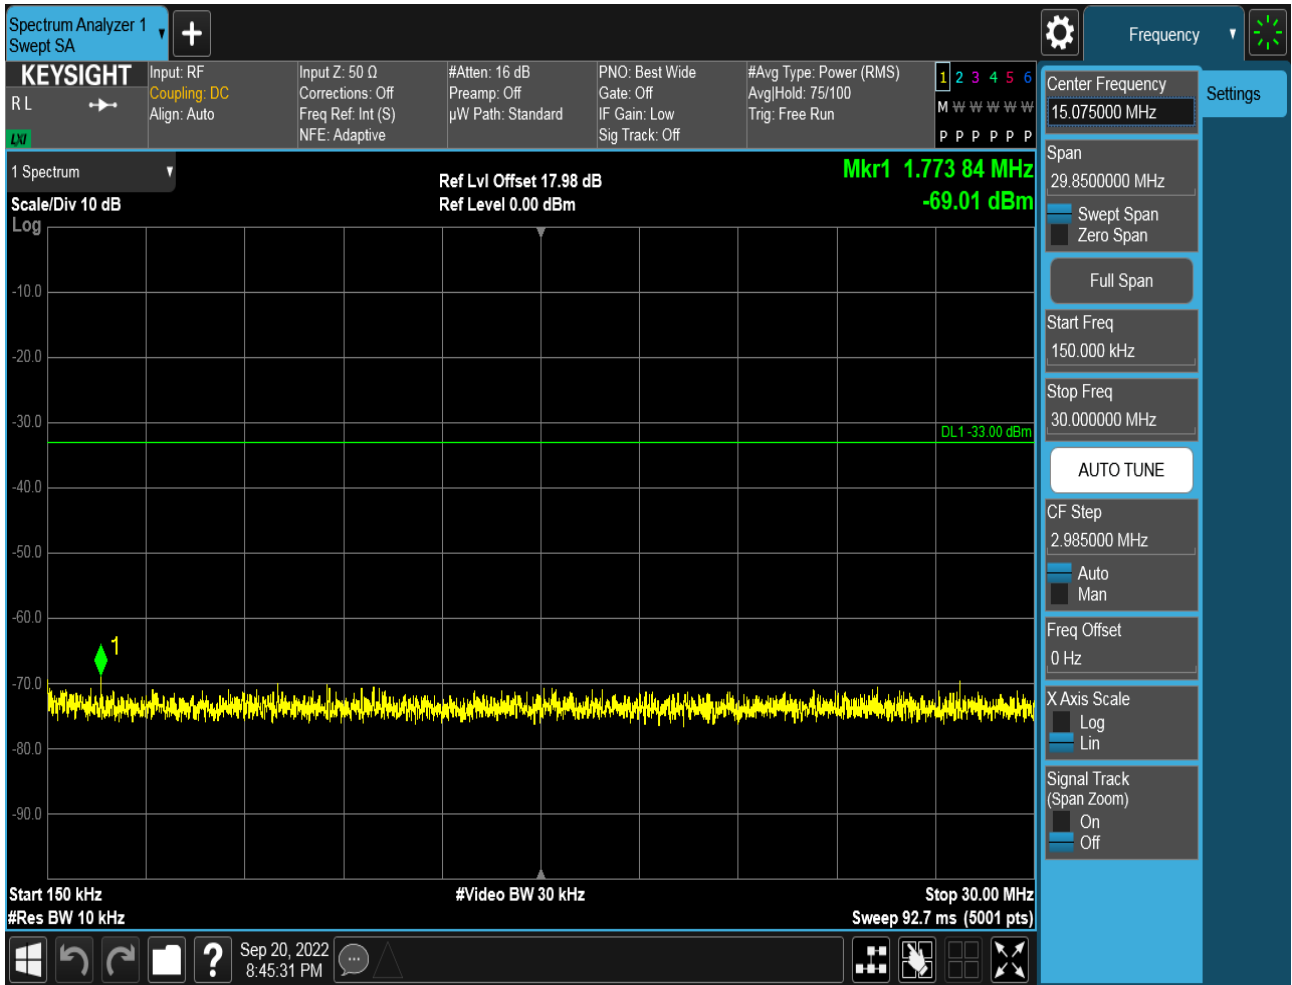 Spectrum Analyzer 1
Swept SA
Frequency
KEYSIGHT
R L
LXI
Input: RF
Coupling: DC
Align: Auto
Input Z: 50 Ω
Corrections: Off
Freq Ref: Int (S)
NFE: Adaptive
#Atten: 16 dB
Preamp: Off
µW Path: Standard
PNO: Best Wide
Gate: Off
IF Gain: Low
Sig Track: Off
#Avg Type: Power (RMS)
Avg|Hold: 75/100
Trig: Free Run
1 2 3 4 5 6
M W W W W W
P P P P P P
1 Spectrum
Scale/Div 10 dB
Log
Ref Lvl Offset 17.98 dB
Ref Level 0.00 dBm
Mkr1 1.773 84 MHz
-69.01 dBm
-10.0
-20.0
-30.0
DL1 -33.00 dBm
-40.0
-50.0
-60.0
1
-70.0
-80.0
-90.0
Start 150 kHz
#Res BW 10 kHz
#Video BW 30 kHz
Stop 30.00 MHz
Sweep 92.7 ms (5001 pts)
Center Frequency
15.075000 MHz
Settings
Span
29.8500000 MHz
Swept Span
Zero Span
Full Span
Start Freq
150.000 kHz
Stop Freq
30.000000 MHz
AUTO TUNE
CF Step
2.985000 MHz
Auto
Man
Freq Offset
0 Hz
X Axis Scale
Log
Lin
Signal Track
(Span Zoom)
On
Off
?
Sep 20, 2022
8:45:31 PM